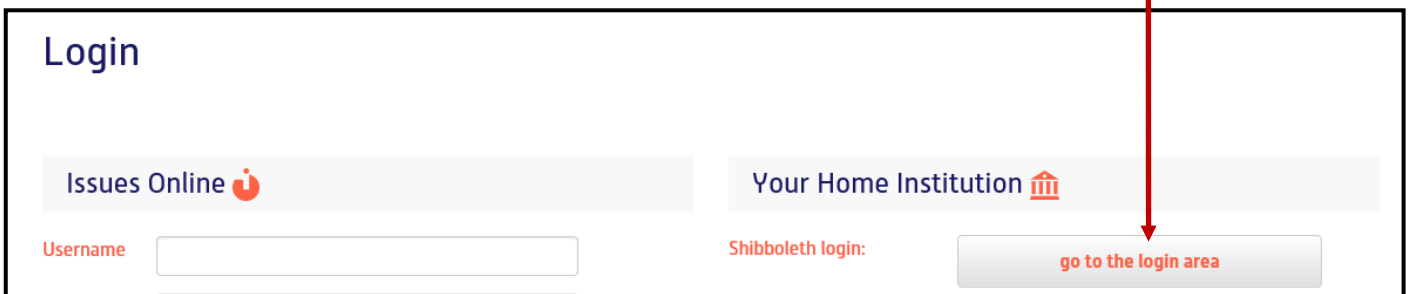 Login
Issues Online
Your Home Institution
Username
Shibboleth login:
go to the login area